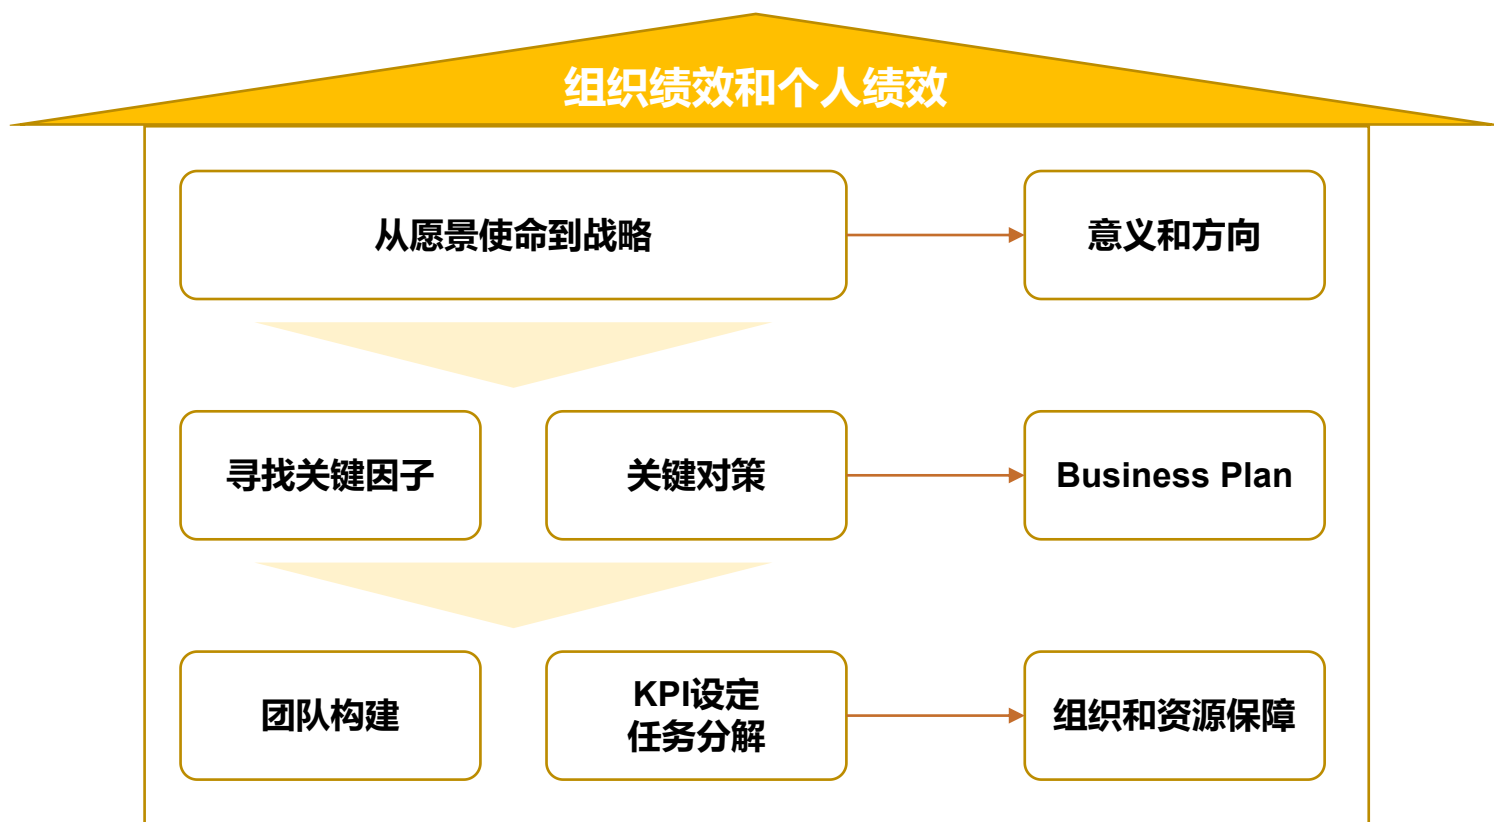 组织绩效和个人绩效
从愿景使命到战略
意义和方向
寻找关键因子
关键对策
Business Plan
团队构建
KPI设定
任务分解
组织和资源保障